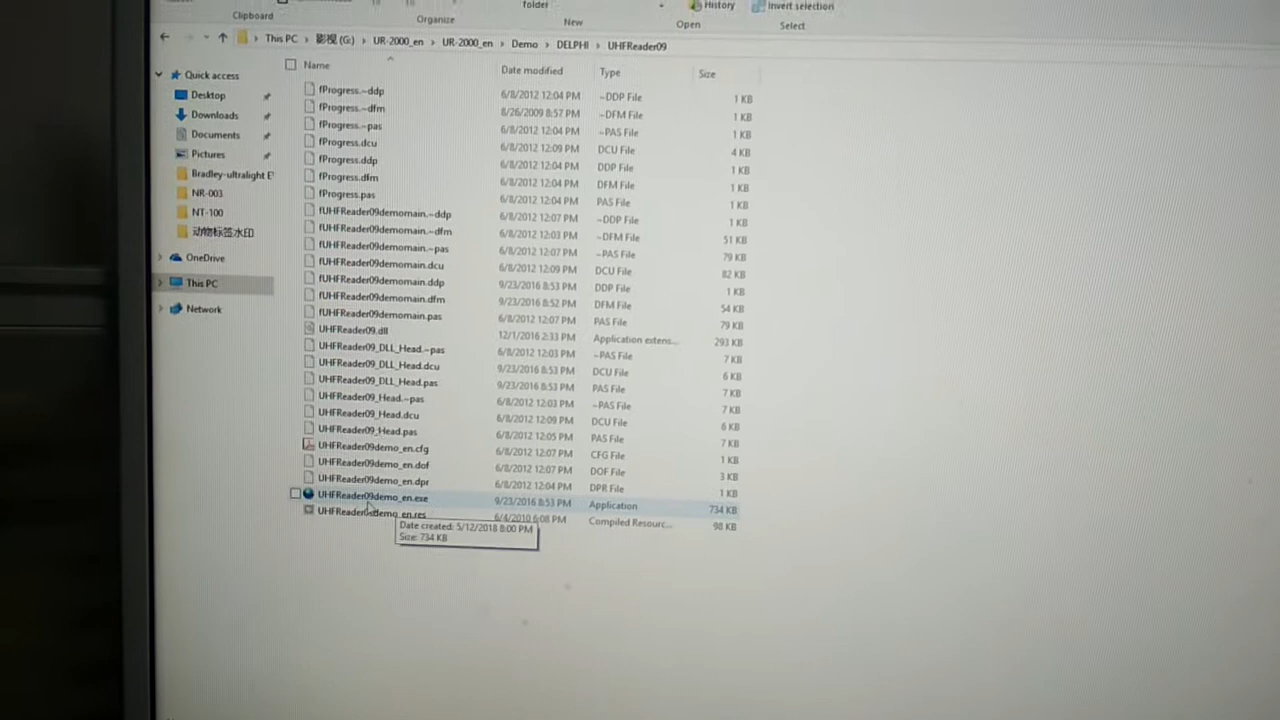 folder
History
Invert selection
Clipboard
Organize
New
Open
Select
This PC
影视 (G:)
UR-2000_en
UR-2000_en
Demo
DELPHI
UHFReader09
Quick access
Desktop
Downloads
Documents
Pictures
Bradley-ultralight E
NR-003
NT-100
动物标签水印
OneDrive
This PC
Network
Name Date modified Type Size
fProgress.~ddp 6/8/2012 12:04 PM ~DDP File 1 KB
fProgress.~dfm 8/26/2009 8:57 PM ~DFM File 1 KB
fProgress.~pas 6/8/2012 12:04 PM ~PAS File 1 KB
fProgress.dcu 6/8/2012 12:09 PM DCU File 4 KB
fProgress.ddp 6/8/2012 12:04 PM DDP File 1 KB
fProgress.dfm 6/8/2012 12:04 PM DFM File 1 KB
fProgress.pas 6/8/2012 12:04 PM PAS File 1 KB
fUHFReader09demomain.~ddp 6/8/2012 12:07 PM ~DDP File 1 KB
fUHFReader09demomain.~dfm 6/8/2012 12:03 PM ~DFM File 51 KB
fUHFReader09demomain.~pas 6/8/2012 12:07 PM ~PAS File 79 KB
fUHFReader09demomain.dcu 6/8/2012 12:09 PM DCU File 82 KB
fUHFReader09demomain.ddp 9/23/2016 8:53 PM DDP File 1 KB
fUHFReader09demomain.dfm 9/23/2016 8:52 PM DFM File 54 KB
fUHFReader09demomain.pas 6/8/2012 12:07 PM PAS File 79 KB
UHFReader09.dll 12/1/2016 2:33 PM Application extens... 293 KB
UHFReader09_DLL_Head.~pas 6/8/2012 12:03 PM ~PAS File 7 KB
UHFReader09_DLL_Head.dcu 9/23/2016 8:53 PM DCU File 6 KB
UHFReader09_DLL_Head.pas 9/23/2016 8:53 PM PAS File 7 KB
UHFReader09_Head.~pas 6/8/2012 12:03 PM ~PAS File 7 KB
UHFReader09_Head.dcu 6/8/2012 12:09 PM DCU File 6 KB
UHFReader09_Head.pas 6/8/2012 12:05 PM PAS File 7 KB
UHFReader09demo_en.cfg 6/8/2012 12:07 PM CFG File 1 KB
UHFReader09demo_en.dof 6/8/2012 12:07 PM DOF File 3 KB
UHFReader09demo_en.dpr 6/8/2012 12:04 PM DPR File 1 KB
UHFReader09demo_en.exe 9/23/2016 8:53 PM Application 734 KB
UHFReader09demo_en.res 6/4/2010 6:08 PM Compiled Resourc... 98 KB
Date created: 5/12/2018 8:00 PM
Size: 734 KB